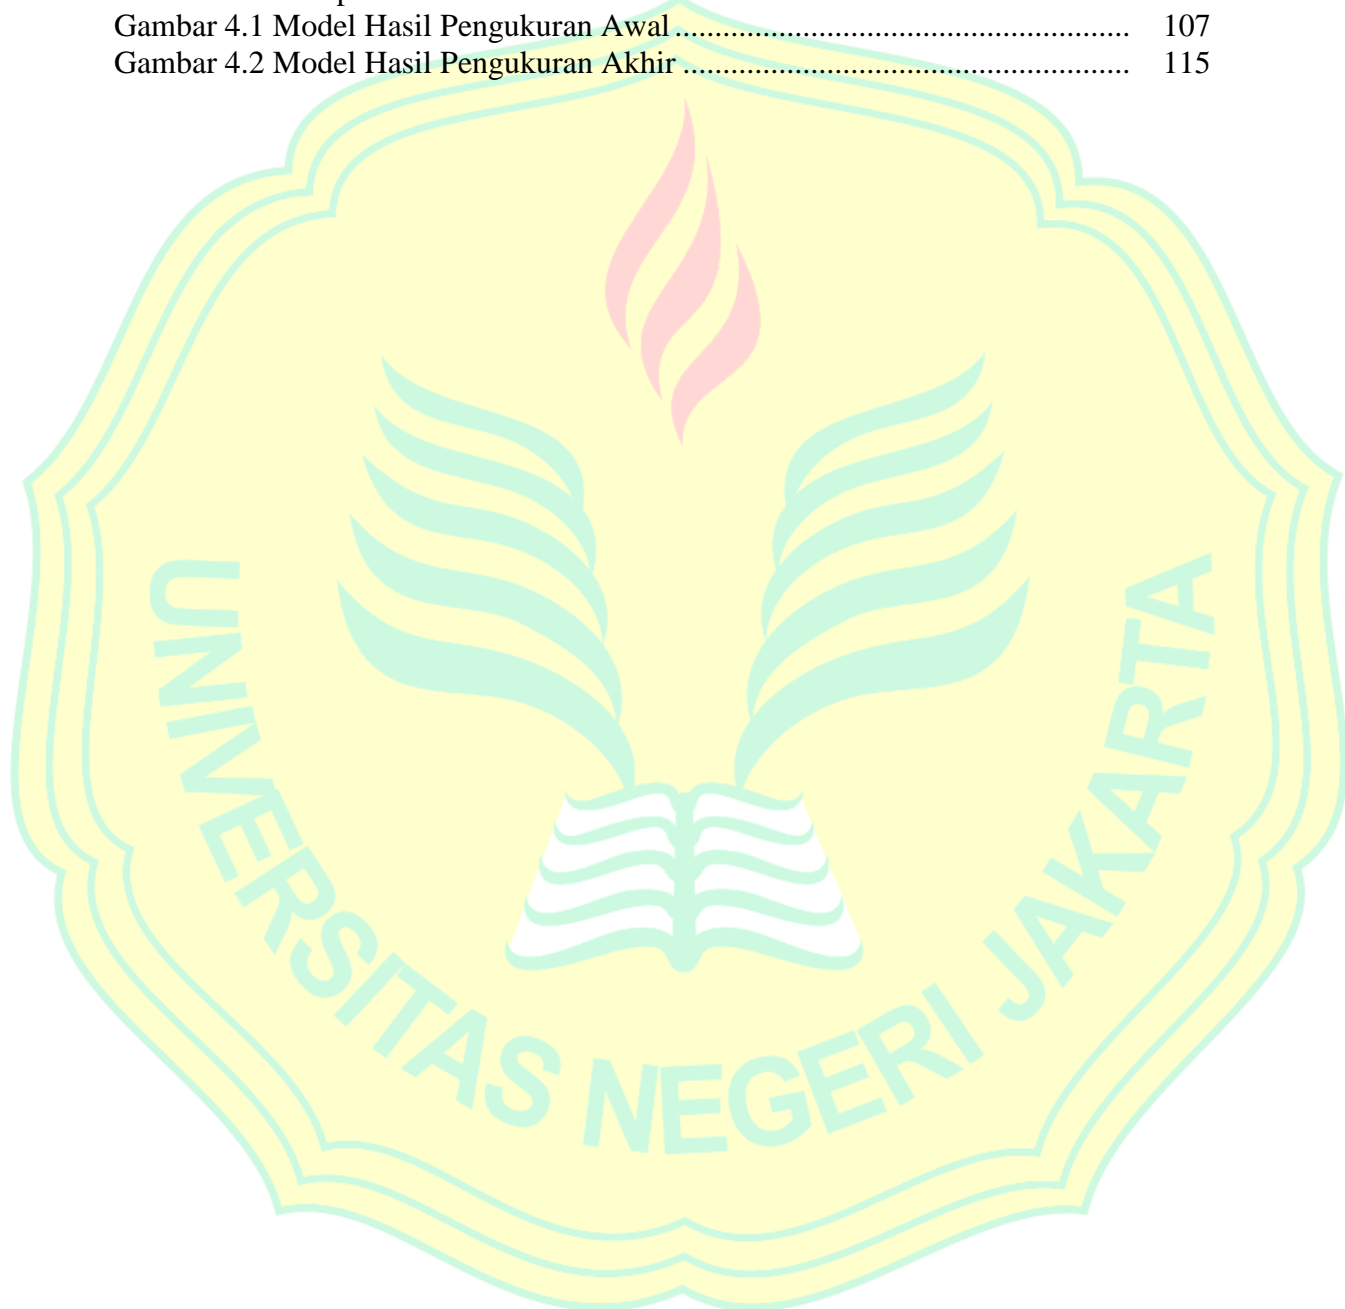 Gambar 4.1 Model Hasil Pengukuran Awal ........................................................ 107
Gambar 4.2 Model Hasil Pengukuran Akhir ....................................................... 115
UNIVERSITAS NEGERI JAKARTA